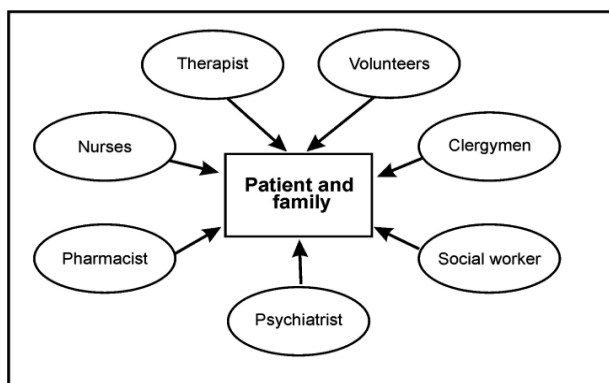 Therapist
Volunteers
Nurses
Clergymen
Patient and
family
Pharmacist
Social worker
Psychiatrist